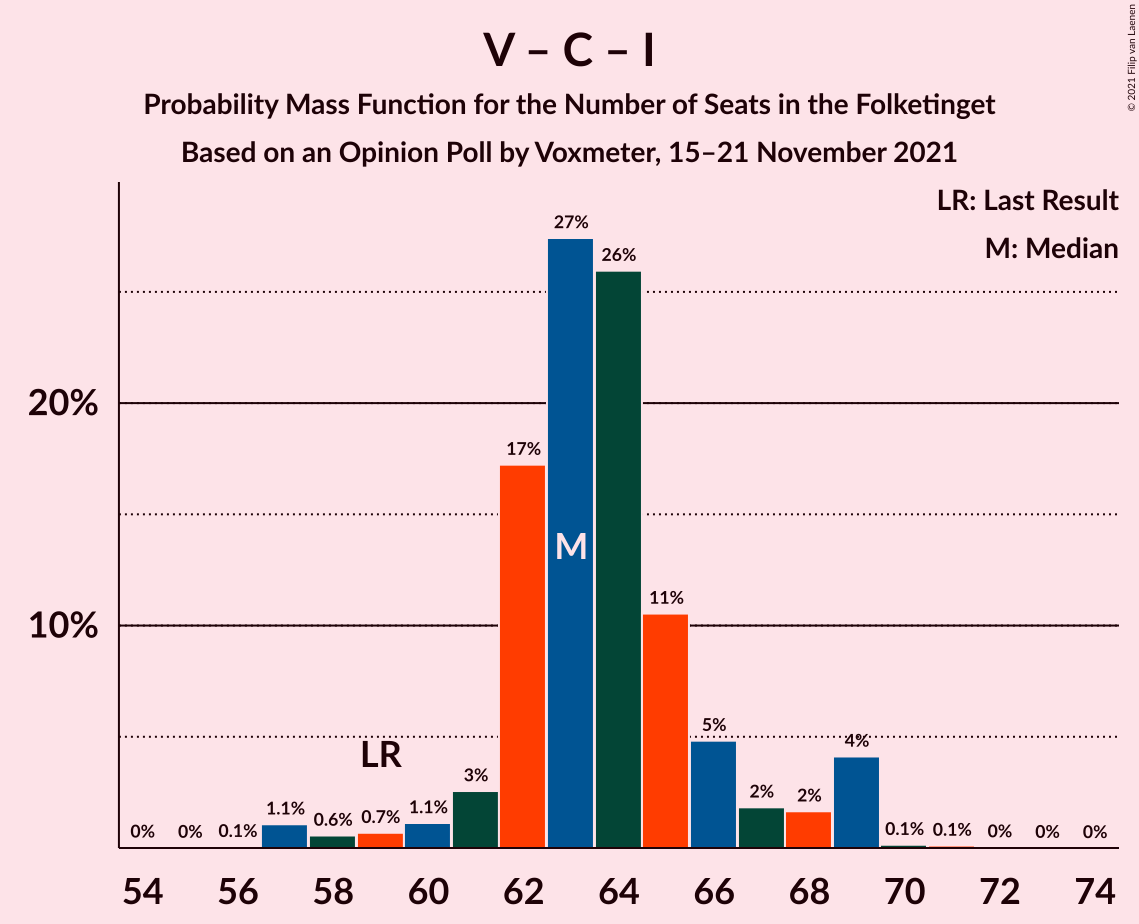 V – C – I
Probability Mass Function for the Number of Seats in the Folketinget
Based on an Opinion Poll by Voxmeter, 15–21 November 2021
© 2021 Filip van Laenen
LR: Last Result
M: Median
20%
10%
0%
0%
0.1%
1.1%
0.6%
0.7%
LR
1.1%
3%
17%
27%
M
26%
11%
5%
2%
2%
4%
0.1%
0.1%
0%
0%
0%
54 56 58 60 62 64 66 68 70 72 74